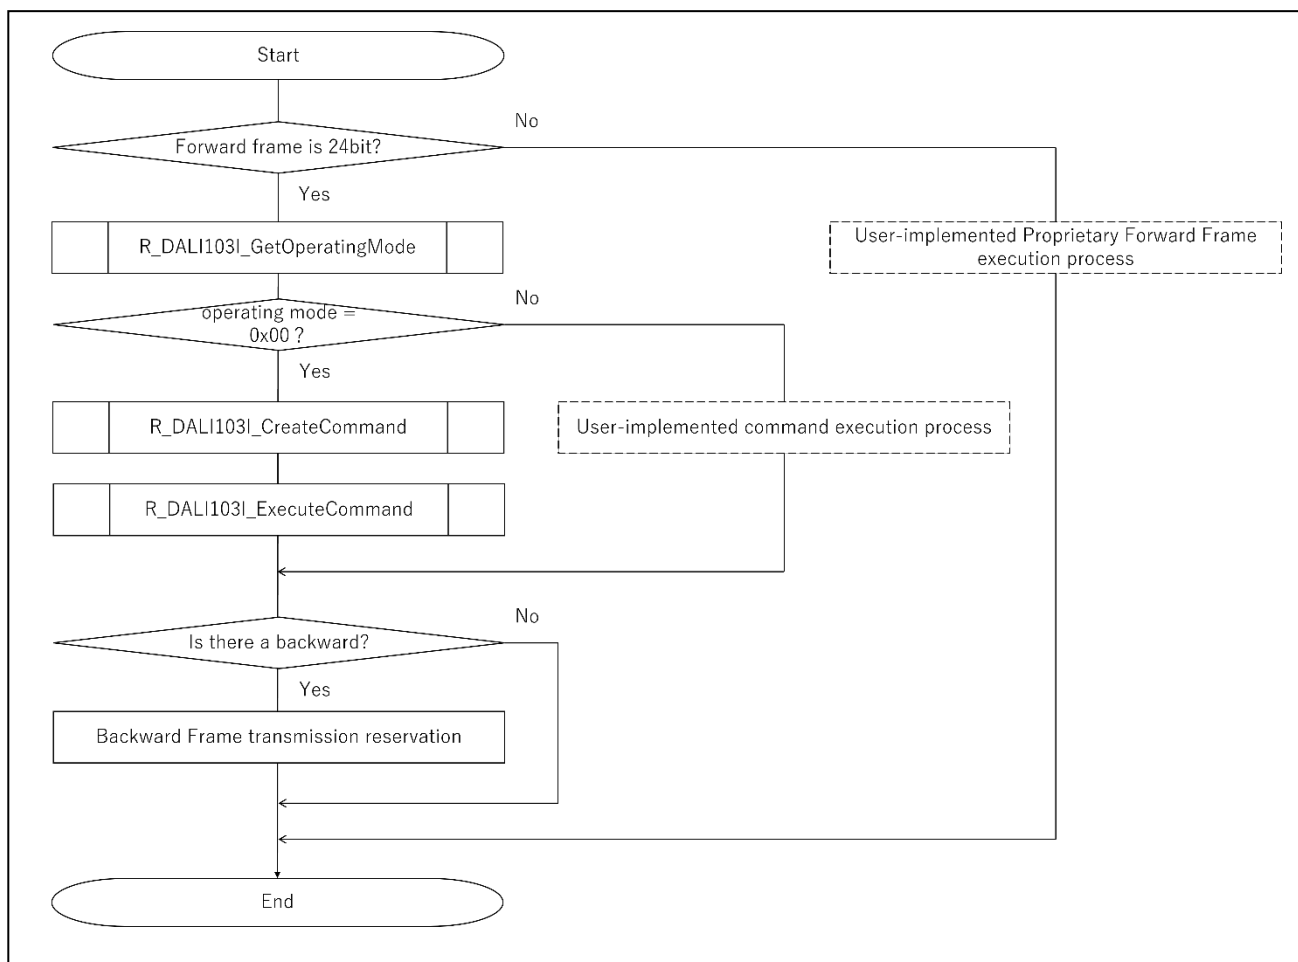 Start
No
Forward frame is 24bit?
Yes
User-implemented Proprietary Forward Frame
execution process
R_DALI103I_GetOperatingMode
No
operating mode =
0x00 ?
Yes
R_DALI103I_CreateCommand
User-implemented command execution process
R_DALI103I_ExecuteCommand
No
Is there a backward?
Yes
Backward Frame transmission reservation
End